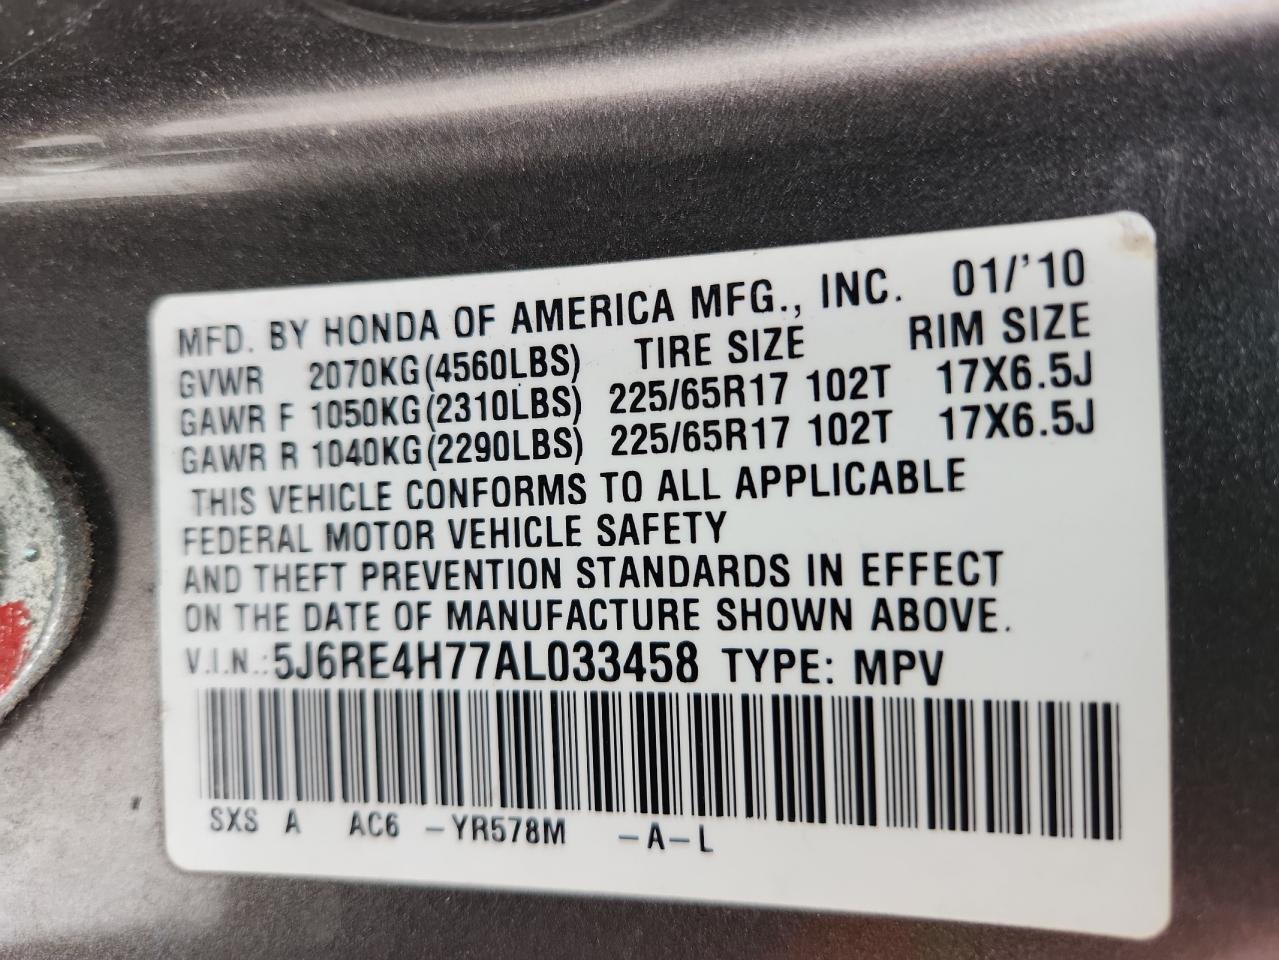 MFD. BY HONDA OF AMERICA MFG., INC. 01/'10
GVWR 2070KG(4560LBS) TIRE SIZE RIM SIZE
GAWR F 1050KG(2310LBS) 225/65R17 102T 17X6.5J
GAWR R 1040KG(2290LBS) 225/65R17 102T 17X6.5J
THIS VEHICLE CONFORMS TO ALL APPLICABLE
FEDERAL MOTOR VEHICLE SAFETY
AND THEFT PREVENTION STANDARDS IN EFFECT
ON THE DATE OF MANUFACTURE SHOWN ABOVE.
V.I.N.:5J6RE4H77AL033458 TYPE: MPV
SXS A AC6 -YR578M -A-L